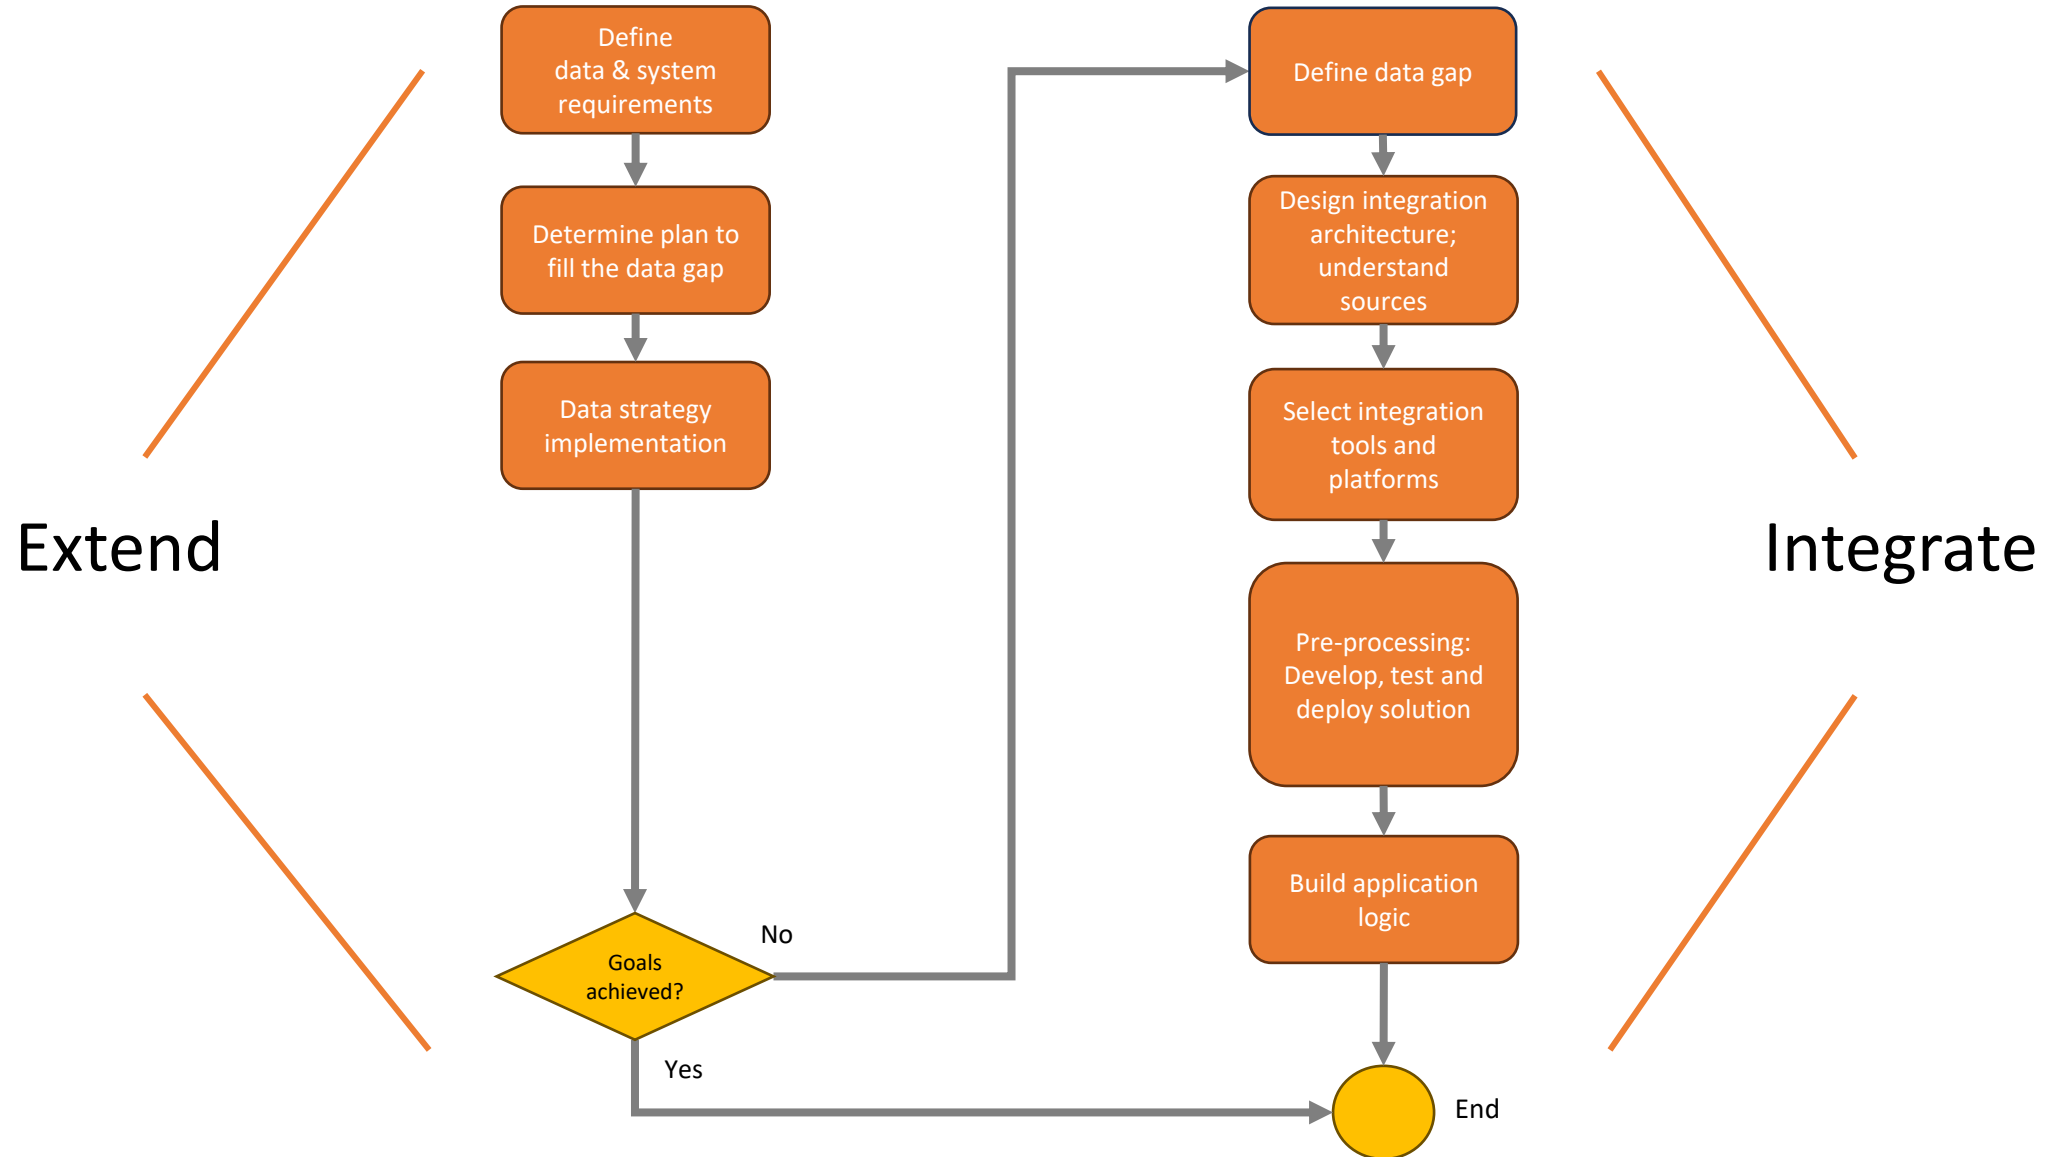 Extend
Define
data & system
requirements
Determine plan to
fill the data gap
Data strategy
implementation
Goals
achieved?
No
Yes
Define data gap
Design integration
architecture;
understand
sources
Select integration
tools and
platforms
Pre-processing:
Develop, test and
deploy solution
Build application
logic
End
Integrate